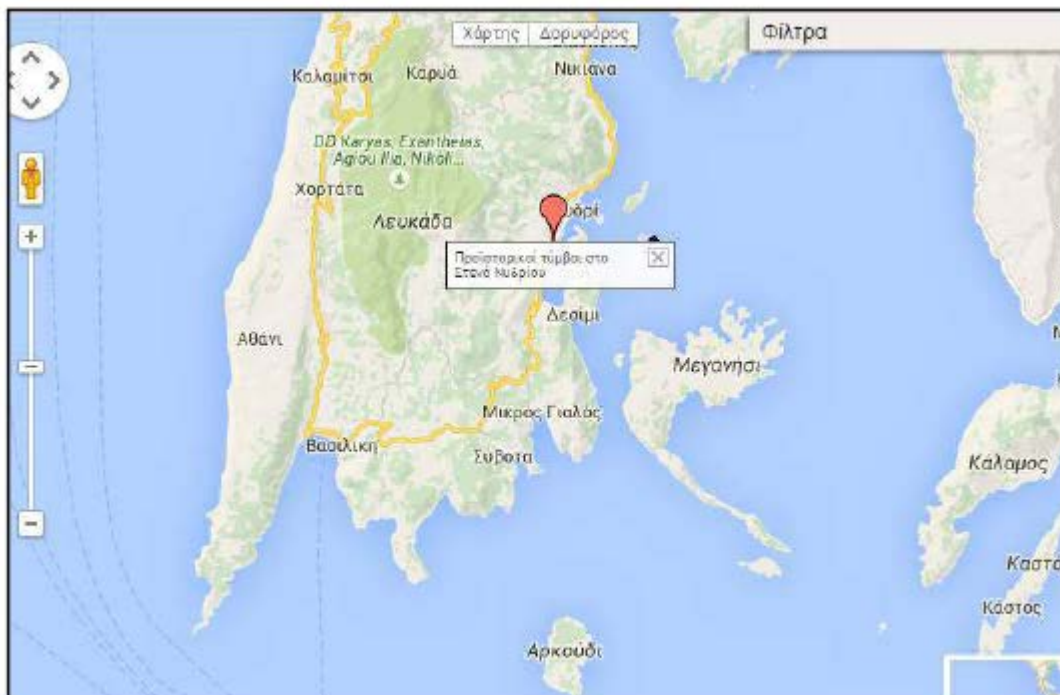 Χάρτης
Δορυφόρος
Φίλτρα
Νικιάνα
Καλαμίτσι
Καρυά
DD Karyas, Exantheias,
Agiou Ilia, Nikoli...
Χορτάτα
Λευκάδα
Προϊστορικοί τύμβοι στο
Στενό Νυδρίου
Δεσίμι
Αθάνι
Μεγανήσι
Μικρός Γιαλός
Βασιλική
Σύβοτα
Κάλαμος
Κάστος
Αρκούδι